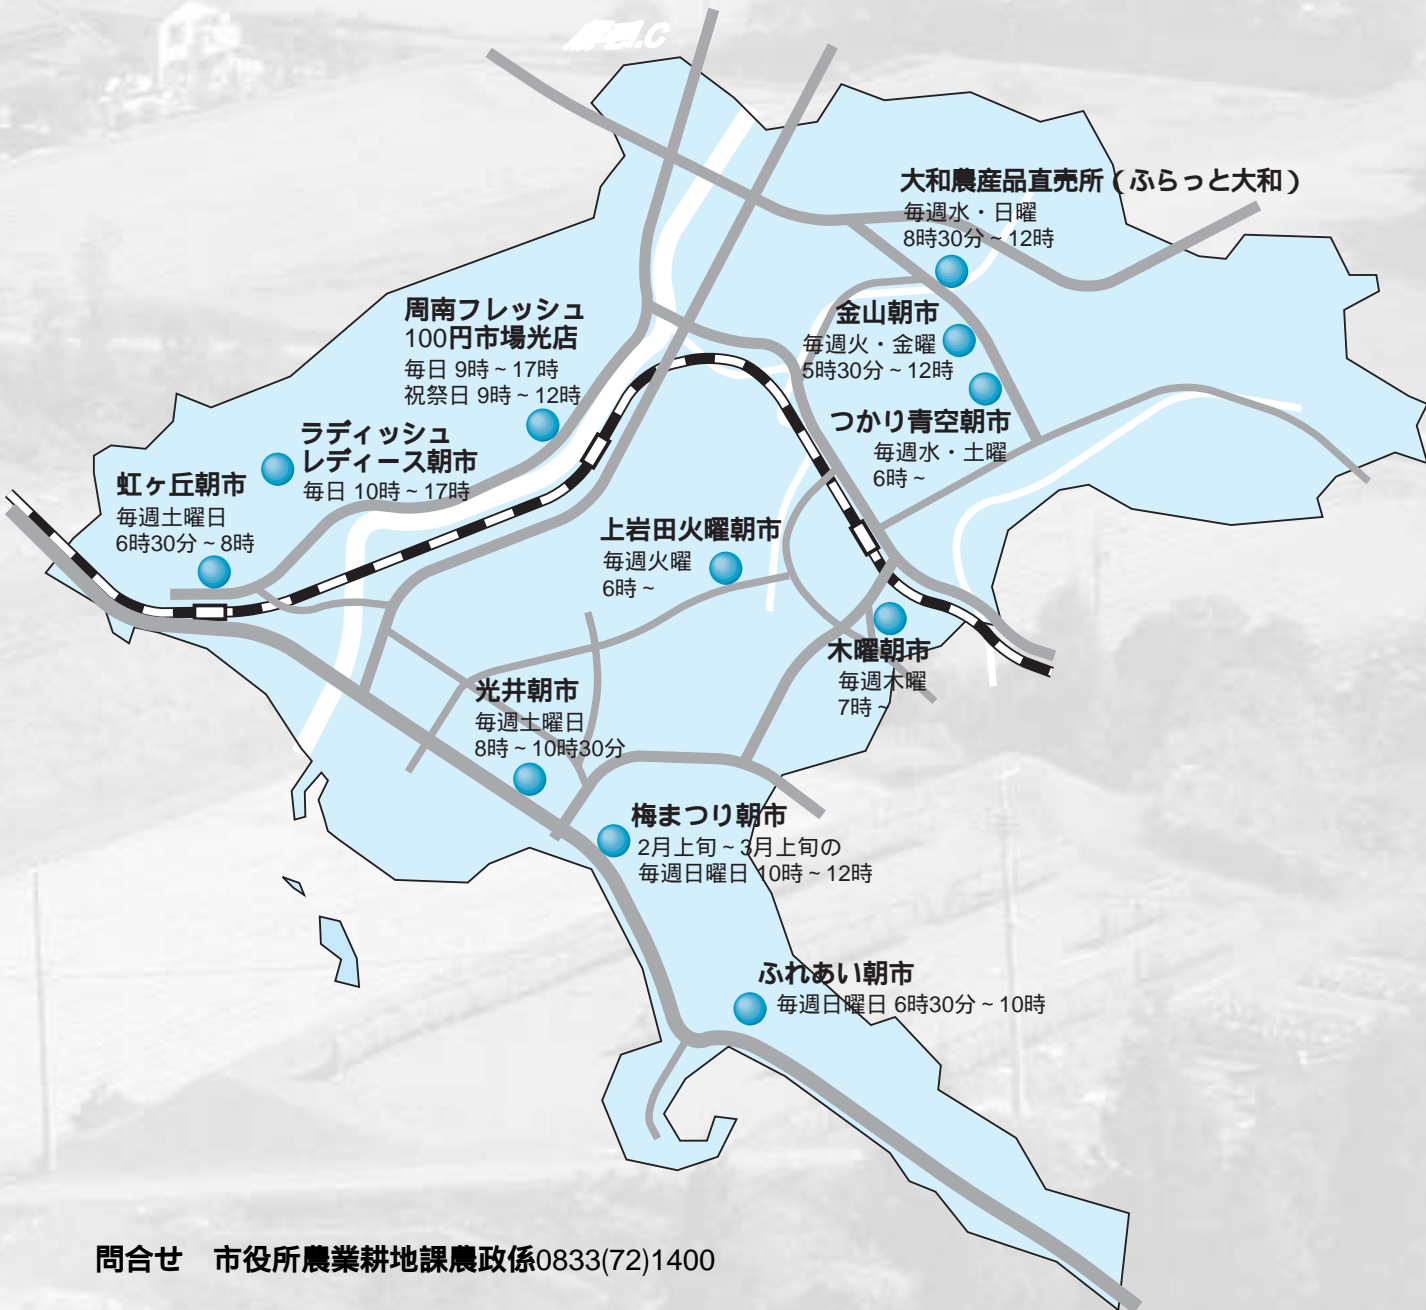 大和農産品直売所（ふらっと大和）
毎週水・日曜
8時30分～12時
周南フレッシュ
100円市場光店
毎日 9時～17時
祝祭日 9時～12時
金山朝市
毎週火・金曜
5時30分～12時
つかり青空朝市
毎週水・土曜
6時～
ラディッシュ
レディース朝市
毎日 10時～17時
虹ヶ丘朝市
毎週土曜日
6時30分～8時
上岩田火曜朝市
毎週火曜
6時～
木曜朝市
毎週木曜
7時～
光井朝市
毎週土曜日
8時～10時30分
梅まつり朝市
2月上旬～3月上旬の
毎週日曜日 10時～12時
ふれあい朝市
毎週日曜日 6時30分～10時
問合せ　市役所農業耕地課農政係0833(72)1400